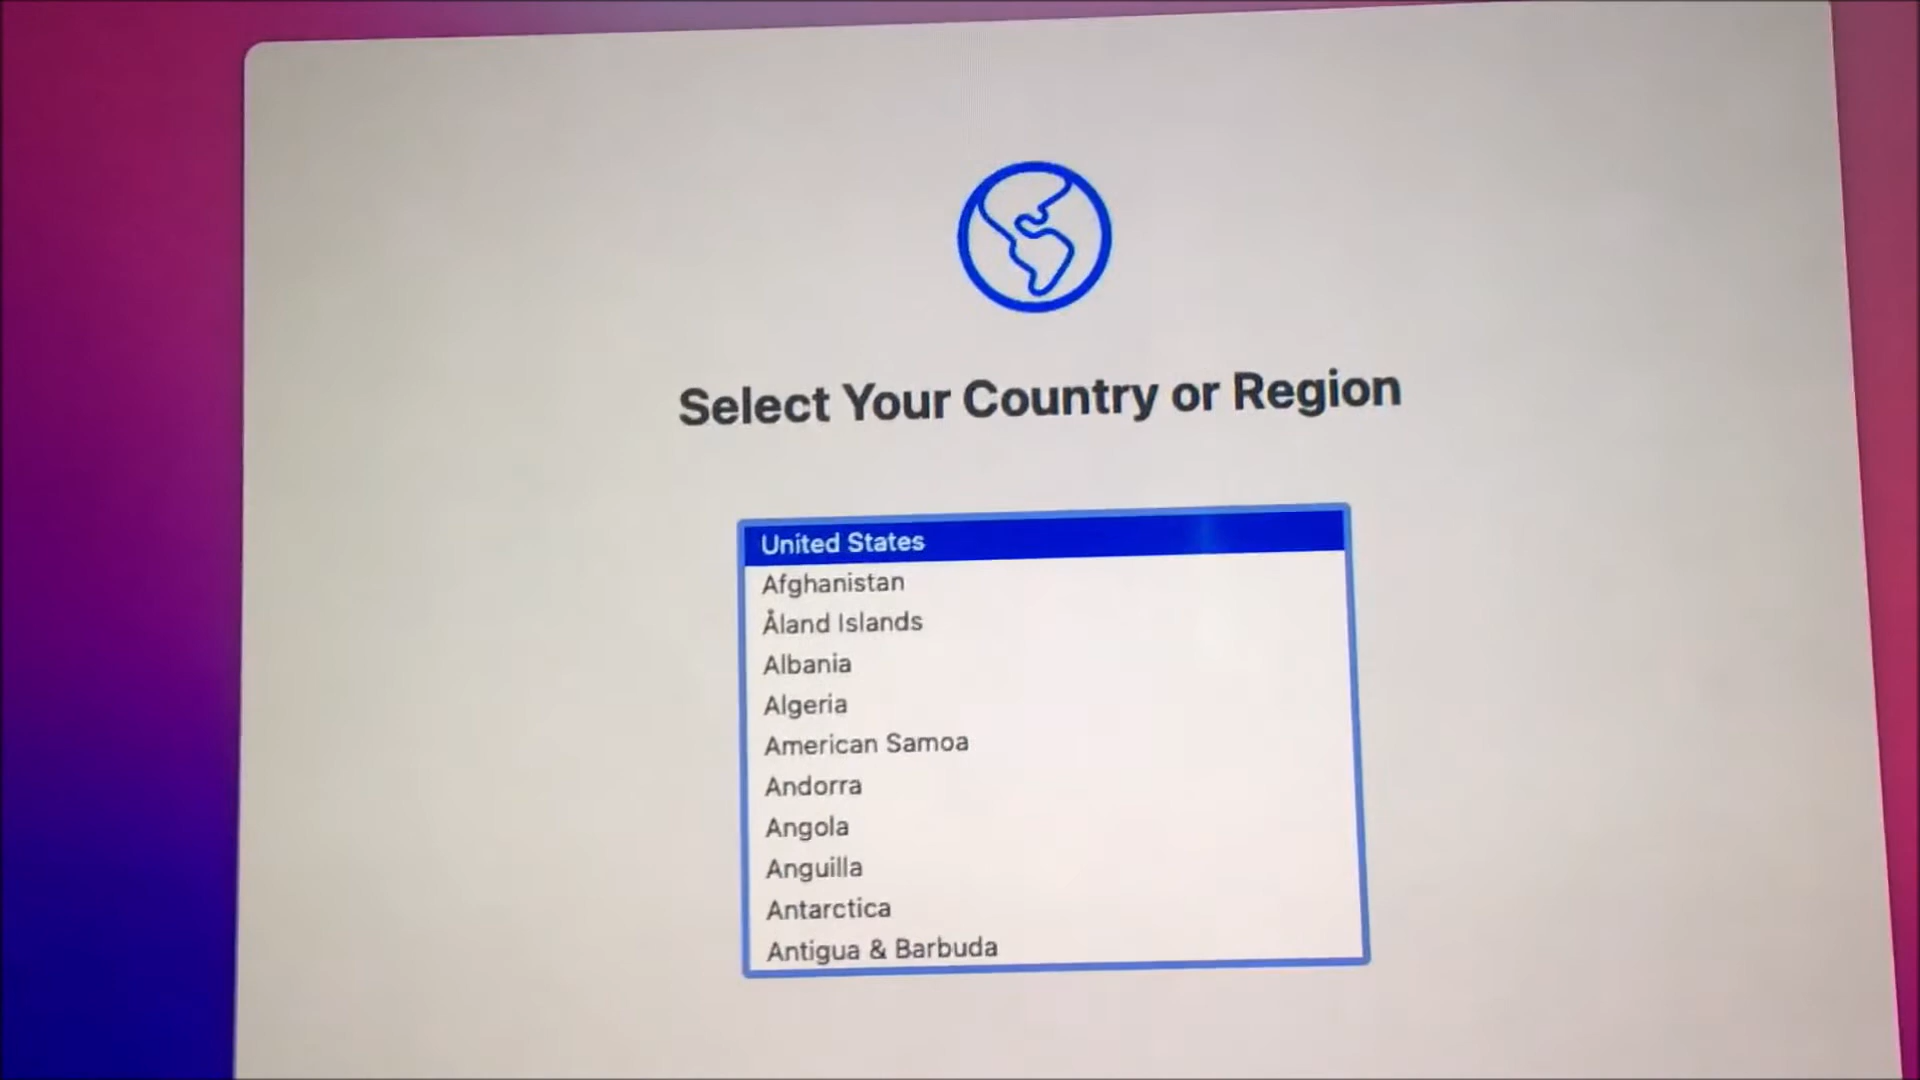 Select Your Country or Region
United States
Afghanistan
Åland Islands
Albania
Algeria
American Samoa
Andorra
Angola
Anguilla
Antarctica
Antigua & Barbuda